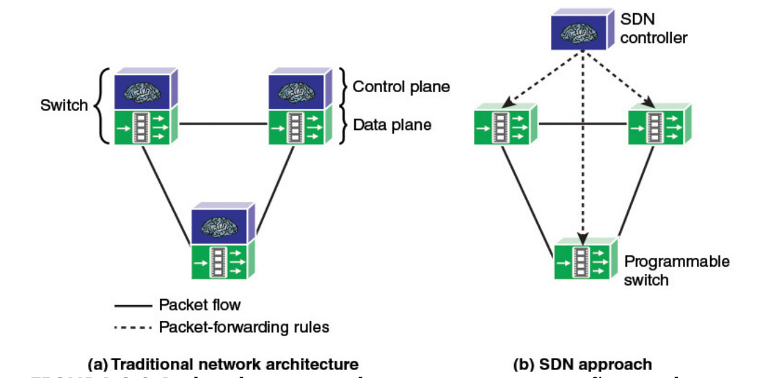 SDN
controller
Switch
Control plane
Data plane
Programmable
switch
Packet flow
Packet-forwarding rules
(a) Traditional network architecture
(b) SDN approach